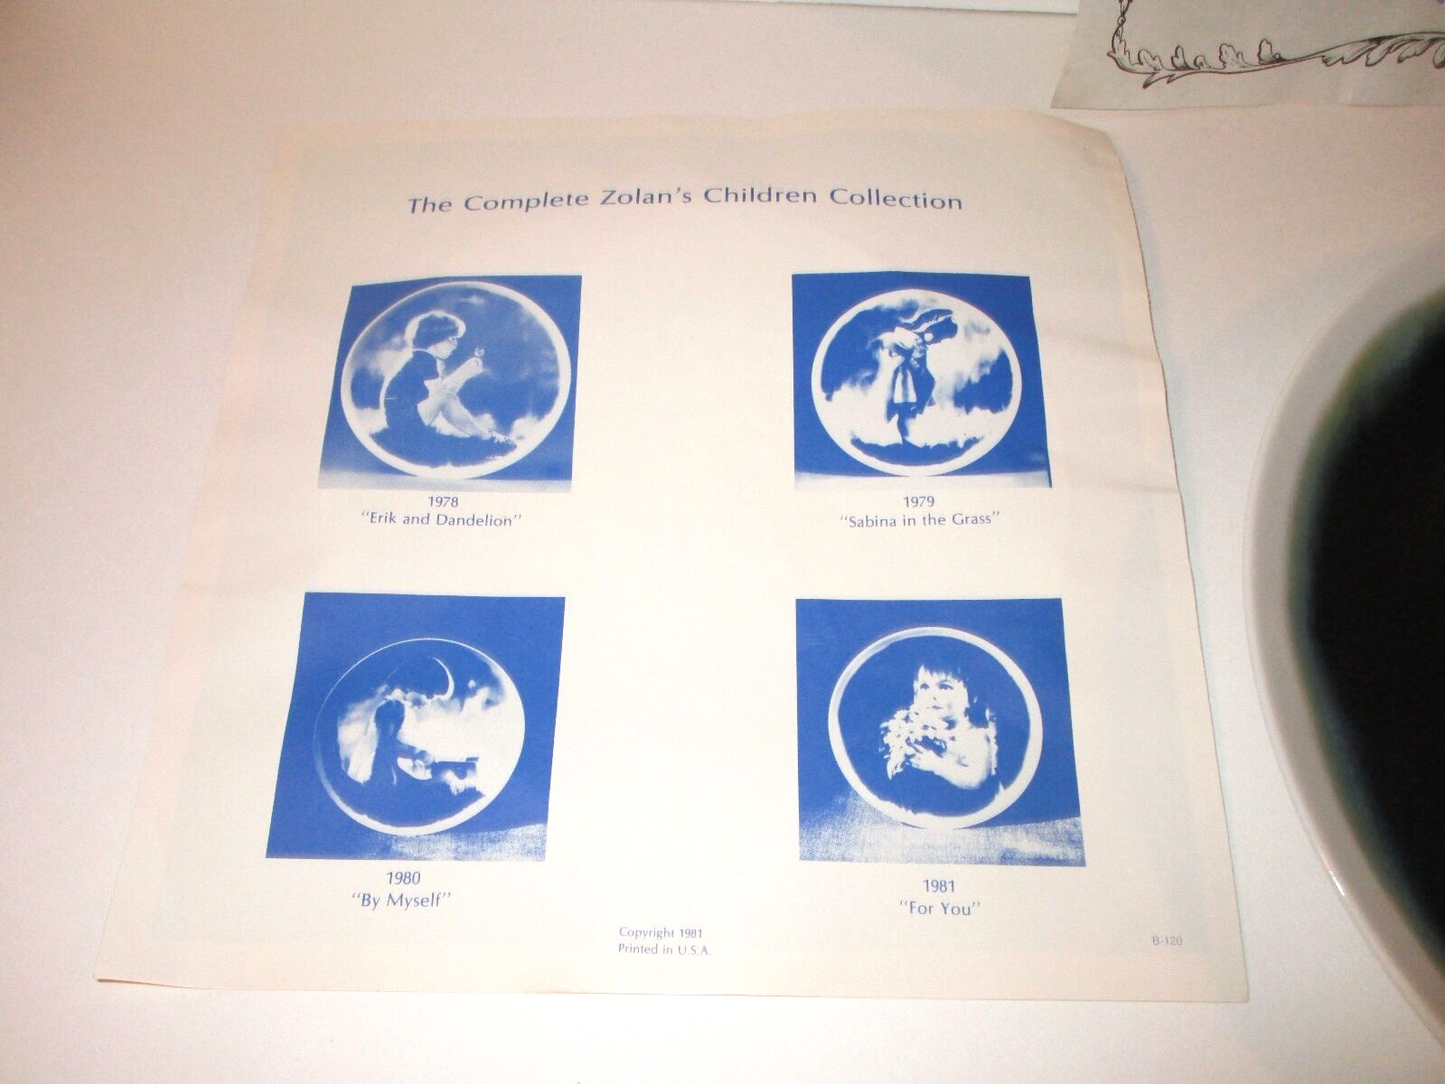 The Complete Zolan's Children Collection
1978
"Erik and Dandelion"
1979
"Sabina in the Grass"
1980
"By Myself"
1981
"For You"
Copyright 1981
Printed in U.S.A.
B-120